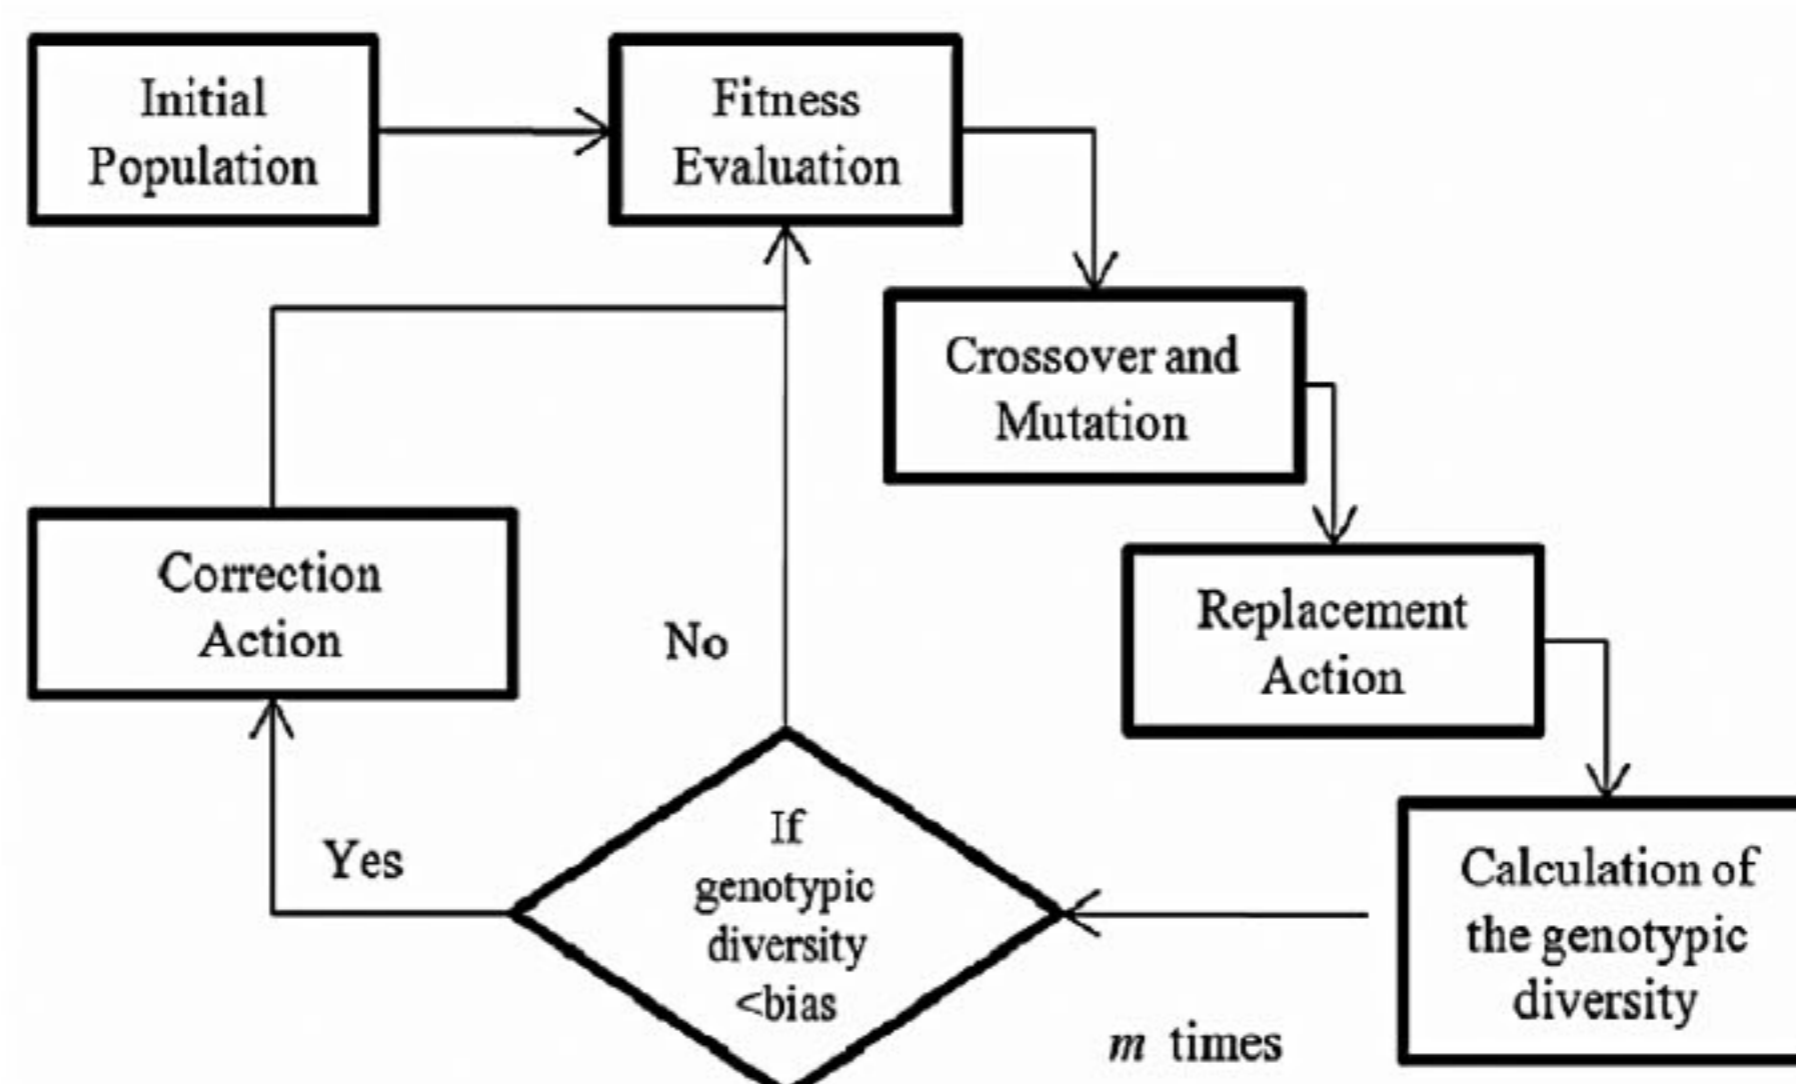 Initial
Population
Fitness
Evaluation
Crossover and
Mutation
Replacement
Action
Calculation of
the genotypic
diversity
m times
If
genotypic
diversity
<bias
No
Yes
Correction
Action